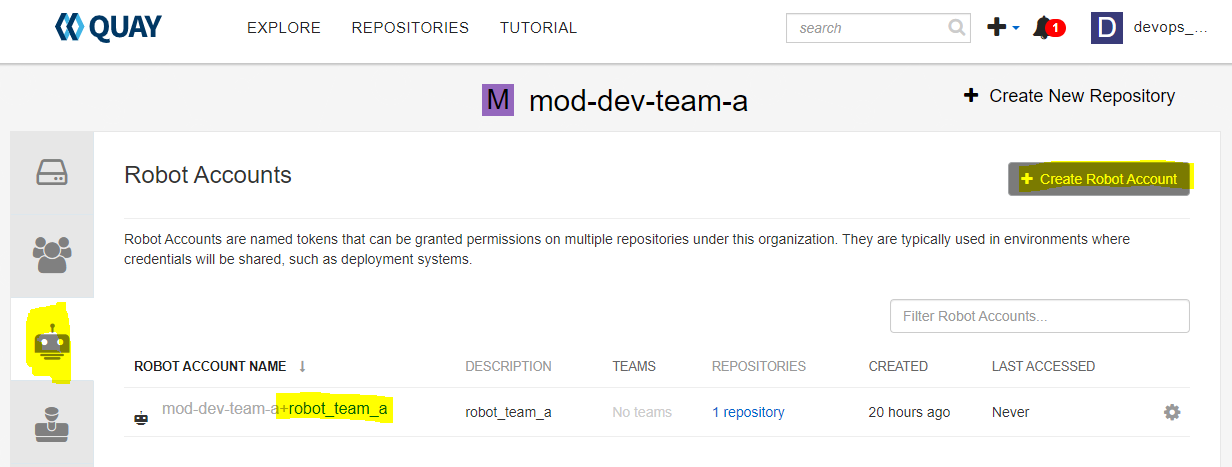 QUAY EXPLORE REPOSITORIES TUTORIAL search 1 D devops_...
M mod-dev-team-a + Create New Repository
Robot Accounts + Create Robot Account
Robot Accounts are named tokens that can be granted permissions on multiple repositories under this organization. They are typically used in environments where
credentials will be shared, such as deployment systems.
Filter Robot Accounts...
ROBOT ACCOUNT NAME ↓ DESCRIPTION TEAMS REPOSITORIES CREATED LAST ACCESSED
mod-dev-team-a+robot_team_a robot_team_a No teams 1 repository 20 hours ago Never